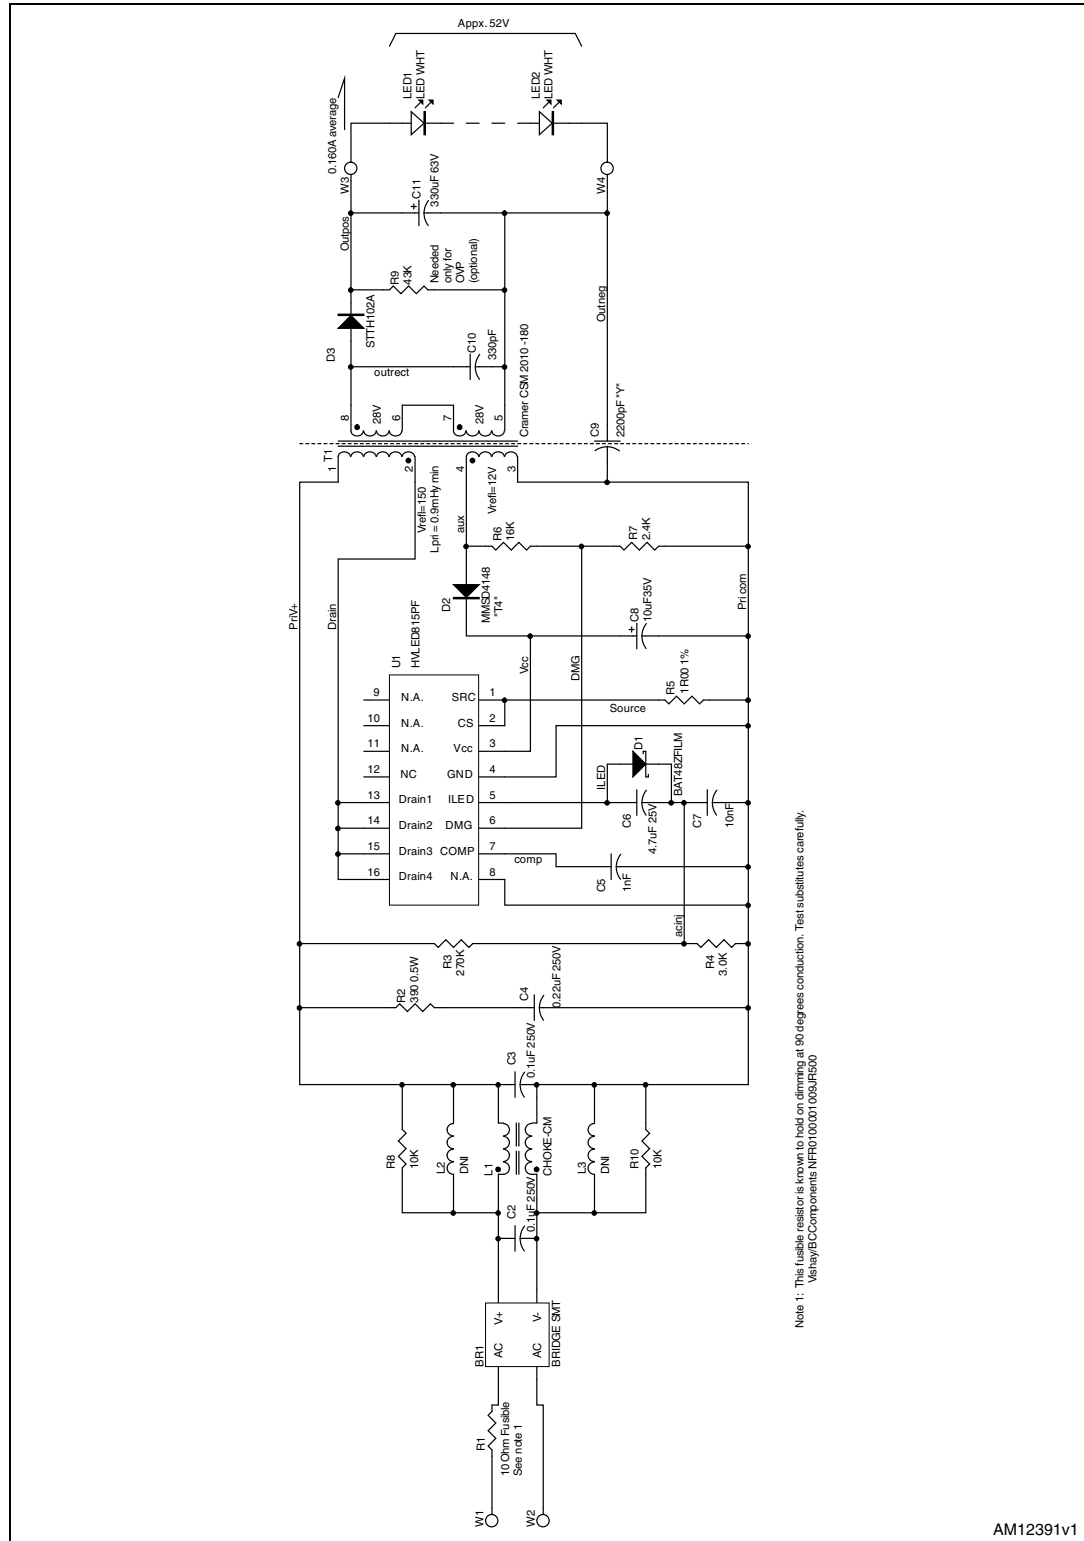 W1
W2
R1
10 Ohm Fusible
See note 1
BR1
AC
V+
AC
V-
BRIDGE SMT
C2
0.1uF 250V
R8
10K
L2
DNI
L1
CHOKE-CM
L3
DNI
R10
10K
C3
0.1uF 250V
R2
390 0.5W
C4
0.22uF 250V
R3
270K
acinj
R4
3.0K
PriV+
Drain
U1
HVLED815PF
9
N.A.
SRC
1
10
N.A.
CS
2
11
N.A.
Vcc
3
12
NC
GND
4
13
Drain1
ILED
5
14
Drain2
DMG
6
15
Drain3
COMP
7
16
Drain4
N.A.
8
comp
C5
1nF
ILED
D1
BAT48ZFILM
C6
4.7uF 25V
C7
10nF
Source
R5
1R00 1%
Vcc
DMG
C8
+
10uF35V
Pri com
D2
MMSD4148
"T4"
aux
R6
16K
R7
2.4K
Vrefl=150
Lpri = 0.9mHy min
Vrefl=12V
T1
1
2
4
3
8
28V
6
7
28V
5
Cramer CSM 2010 -180
C9
2200pF "Y"
outrect
C10
330pF
D3
STTH102A
R9
43K
Needed
only for
OVP
(optional)
Outpos
Outneg
+
C11
330uF 63V
W3
W4
0.160A average
LED1
LED WHT
LED2
LED WHT
Appx. 52V
Note 1: This fusible resistor is known to hold on dimming at 90 degrees conduction. Test substitutes carefully.
Vishay/BCComponents NFR0100001009JR500
AM12391v1